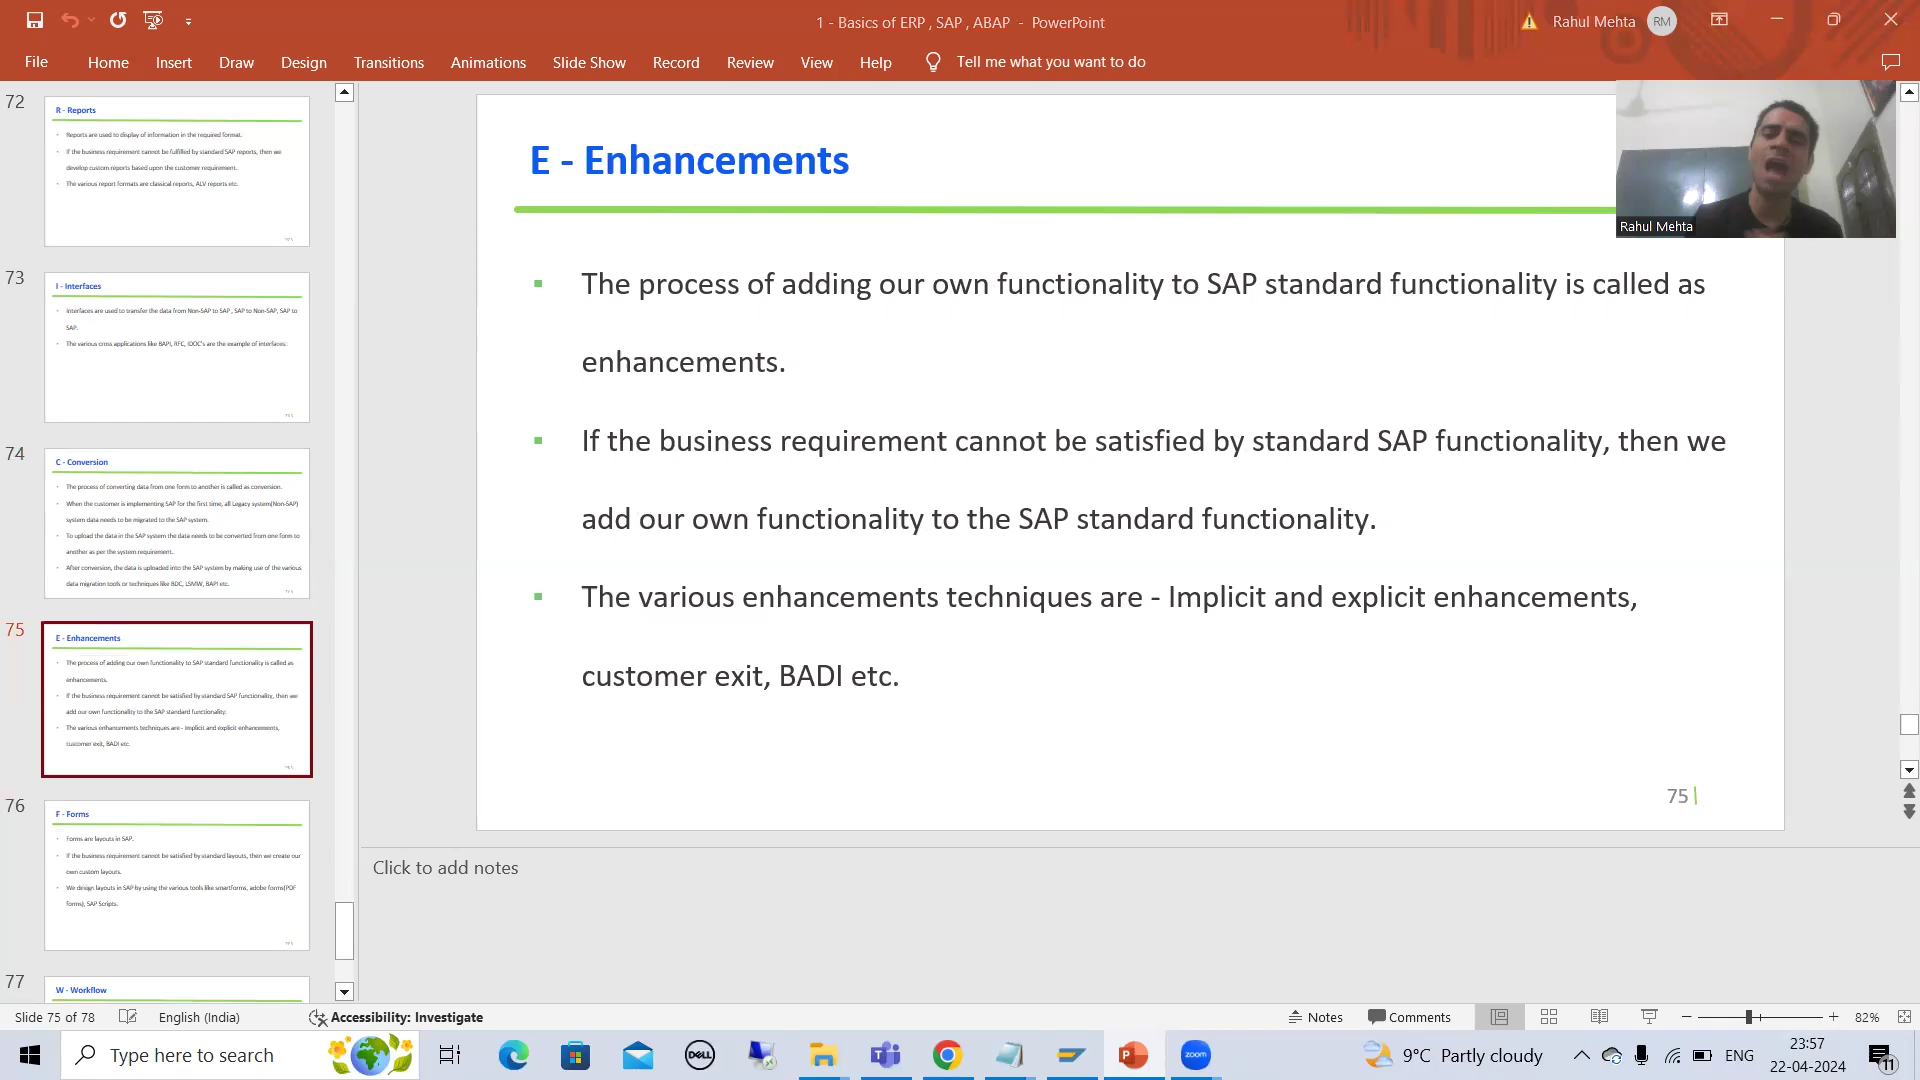 1 - Basics of ERP , SAP , ABAP - PowerPoint
Rahul Mehta
RM
File
Home
Insert
Draw
Design
Transitions
Animations
Slide Show
Record
Review
View
Help
Tell me what you want to do
72
R - Reports
Reports are used to display of information in the required format.
If the business requirement cannot be fulfilled by standard SAP reports, then we
develop custom reports based upon the customer requirement.
The various report formats are classical reports, ALV reports etc.
73
I - Interfaces
Interfaces are used to transfer the data from Non-SAP to SAP , SAP to Non-SAP, SAP to
SAP.
The various cross applications like BAPI, RFC, IDOC's are the example of interfaces
74
C - Conversion
The process of converting data from one form to another is called as conversion.
When the customer is implementing SAP for the first time, all Legacy system(Non-SAP)
system data needs to be migrated to the SAP system.
To upload the data in the SAP system the data needs to be converted from one form to
another as per the system requirement.
After conversion, the data is uploaded into the SAP system by making use of the various
data migration tools or techniques like BDC, LSMW, BAPI etc.
75
E - Enhancements
The process of adding our own functionality to SAP standard functionality is called as
enhancements.
If the business requirement cannot be satisfied by standard SAP functionality, then we
add our own functionality to the SAP standard functionality.
The various enhancements techniques are - Implicit and explicit enhancements,
customer exit, BADI etc.
76
F - Forms
Forms are layouts in SAP.
If the business requirement cannot be satisfied by standard layouts, then we create our
own custom layouts.
We design layouts in SAP by using the various tools like smartforms, adobe forms(PDF
forms), SAP Scripts.
77
W - Workflow
E - Enhancements
The process of adding our own functionality to SAP standard functionality is called as
enhancements.
If the business requirement cannot be satisfied by standard SAP functionality, then we
add our own functionality to the SAP standard functionality.
The various enhancements techniques are - Implicit and explicit enhancements,
customer exit, BADI etc.
75
Rahul Mehta
Click to add notes
Slide 75 of 78
English (India)
Accessibility: Investigate
Notes
Comments
82%
Type here to search
DELL
zoom
9°C Partly cloudy
ENG
23:57
22-04-2024
11